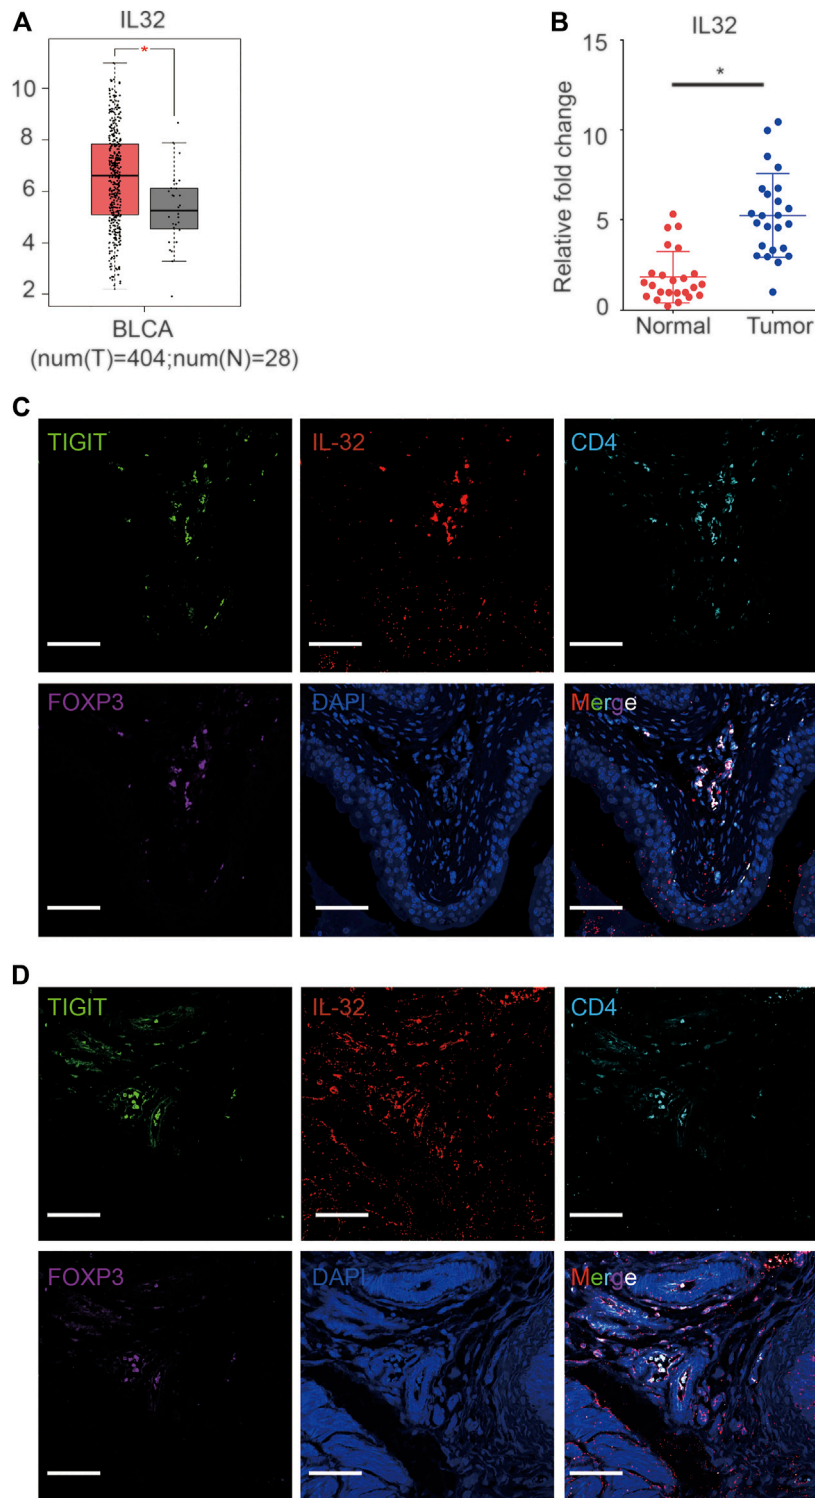 A
IL32
*
10
8
6
4
2
BLCA
(num(T)=404;num(N)=28)
B
IL32
*
Relative fold change
15
10
5
0
Normal
Tumor
C
TIGIT
IL-32
CD4
FOXP3
DAPI
Merge
D
TIGIT
IL-32
CD4
FOXP3
DAPI
Merge